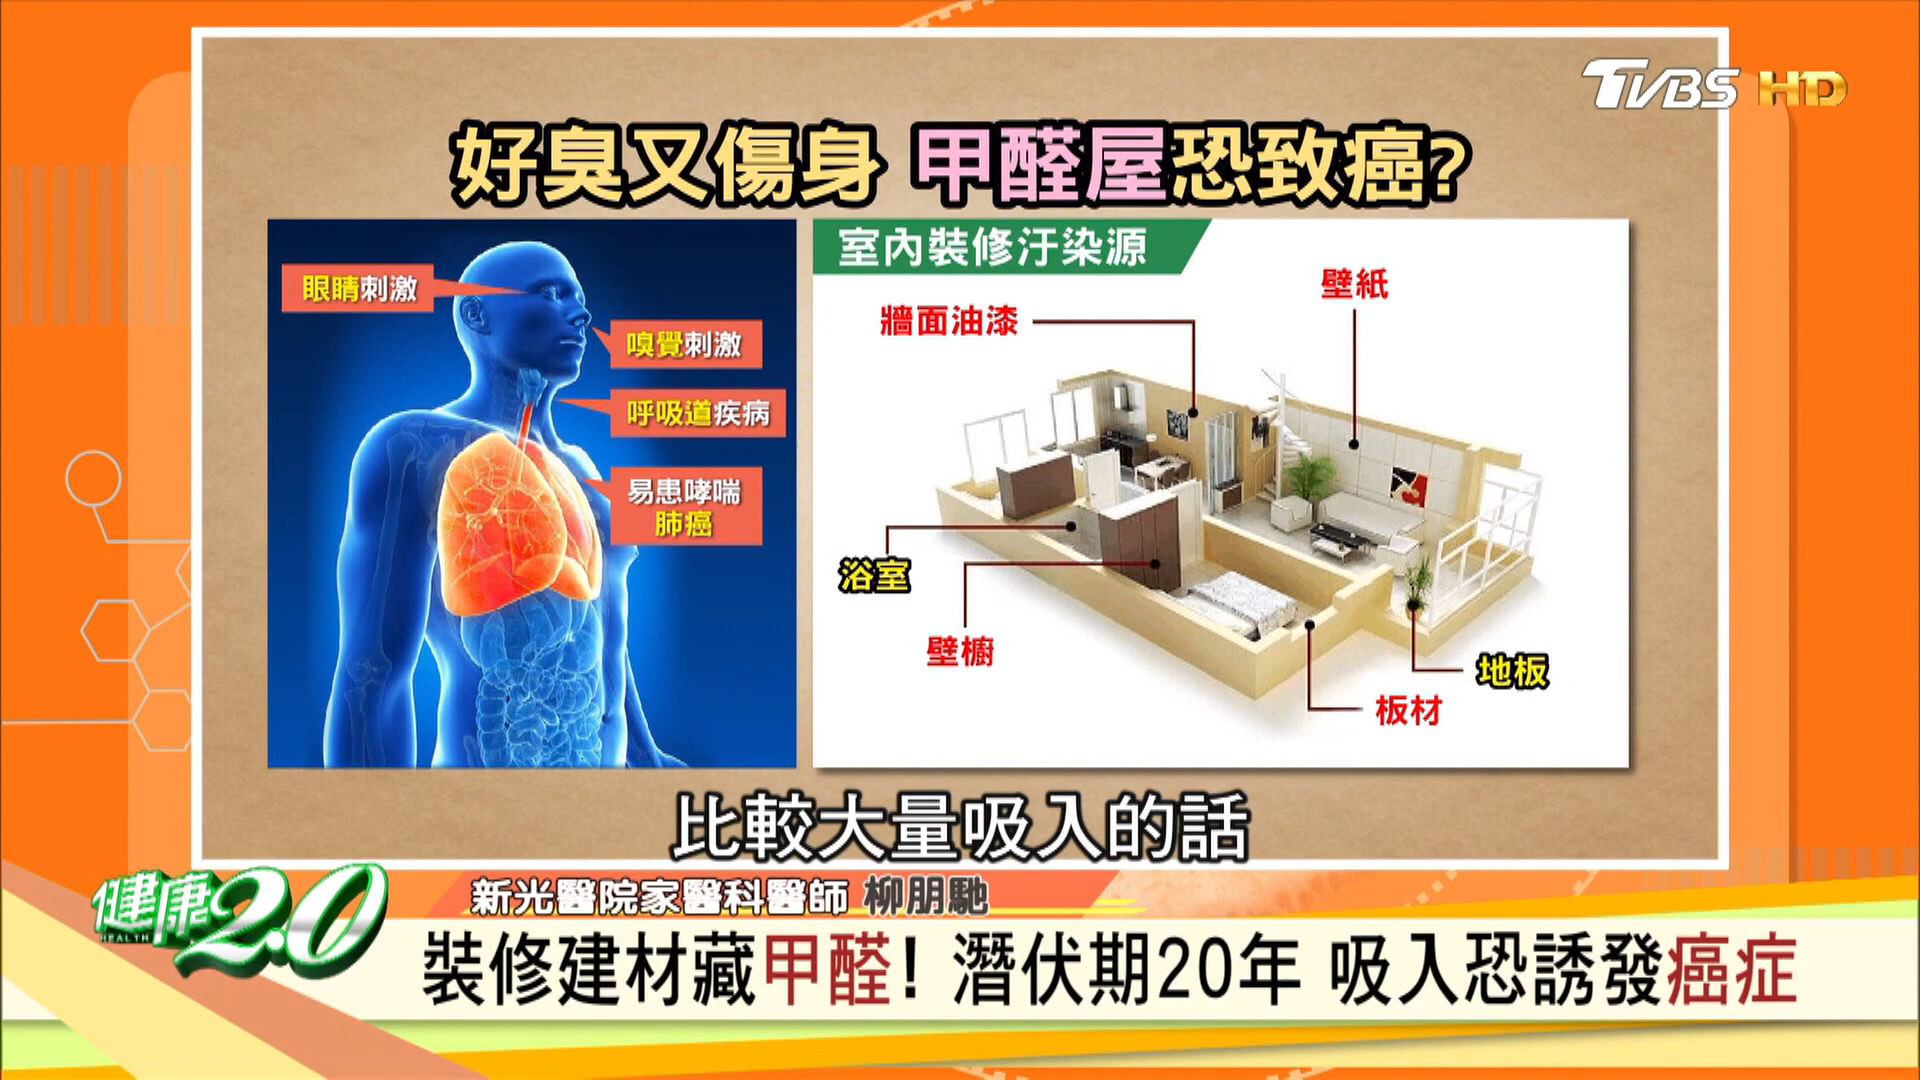 TVBS HD
好臭又傷身 甲醛屋恐致癌?
眼睛刺激
嗅覺刺激
呼吸道疾病
易患哮喘
肺癌
室內裝修汙染源
壁紙
牆面油漆
浴室
壁櫥
地板
板材
比較大量吸入的話
健康2.0
HEALTH
新光醫院家醫科醫師 柳朋馳
裝修建材藏甲醛! 潛伏期20年 吸入恐誘發癌症